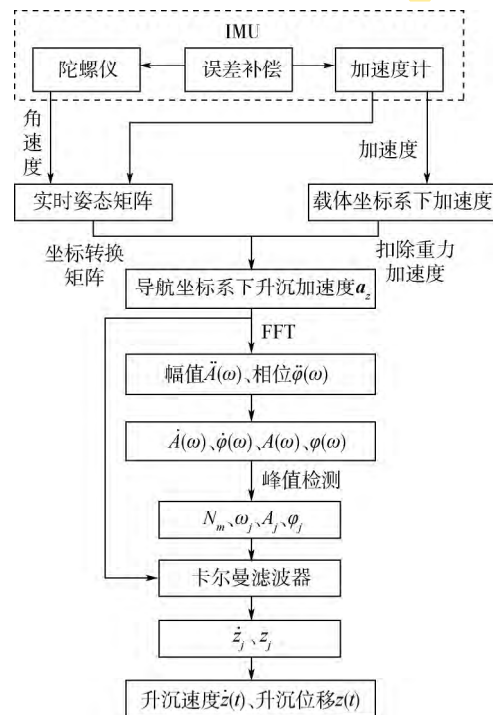 IMU
陀螺仪
误差补偿
加速度计
角速度
加速度
实时姿态矩阵
载体坐标系下加速度
坐标转换
矩阵
扣除重力
加速度
导航坐标系下升沉加速度a_z
FFT
幅值Ä(ω)、相位φ̈(ω)
Ȧ(ω)、φ̇(ω)、A(ω)、φ(ω)
峰值检测
N_m、ω_j、A_j、φ_j
卡尔曼滤波器
ż_j、z_j
升沉速度ż(t)、升沉位移z(t)